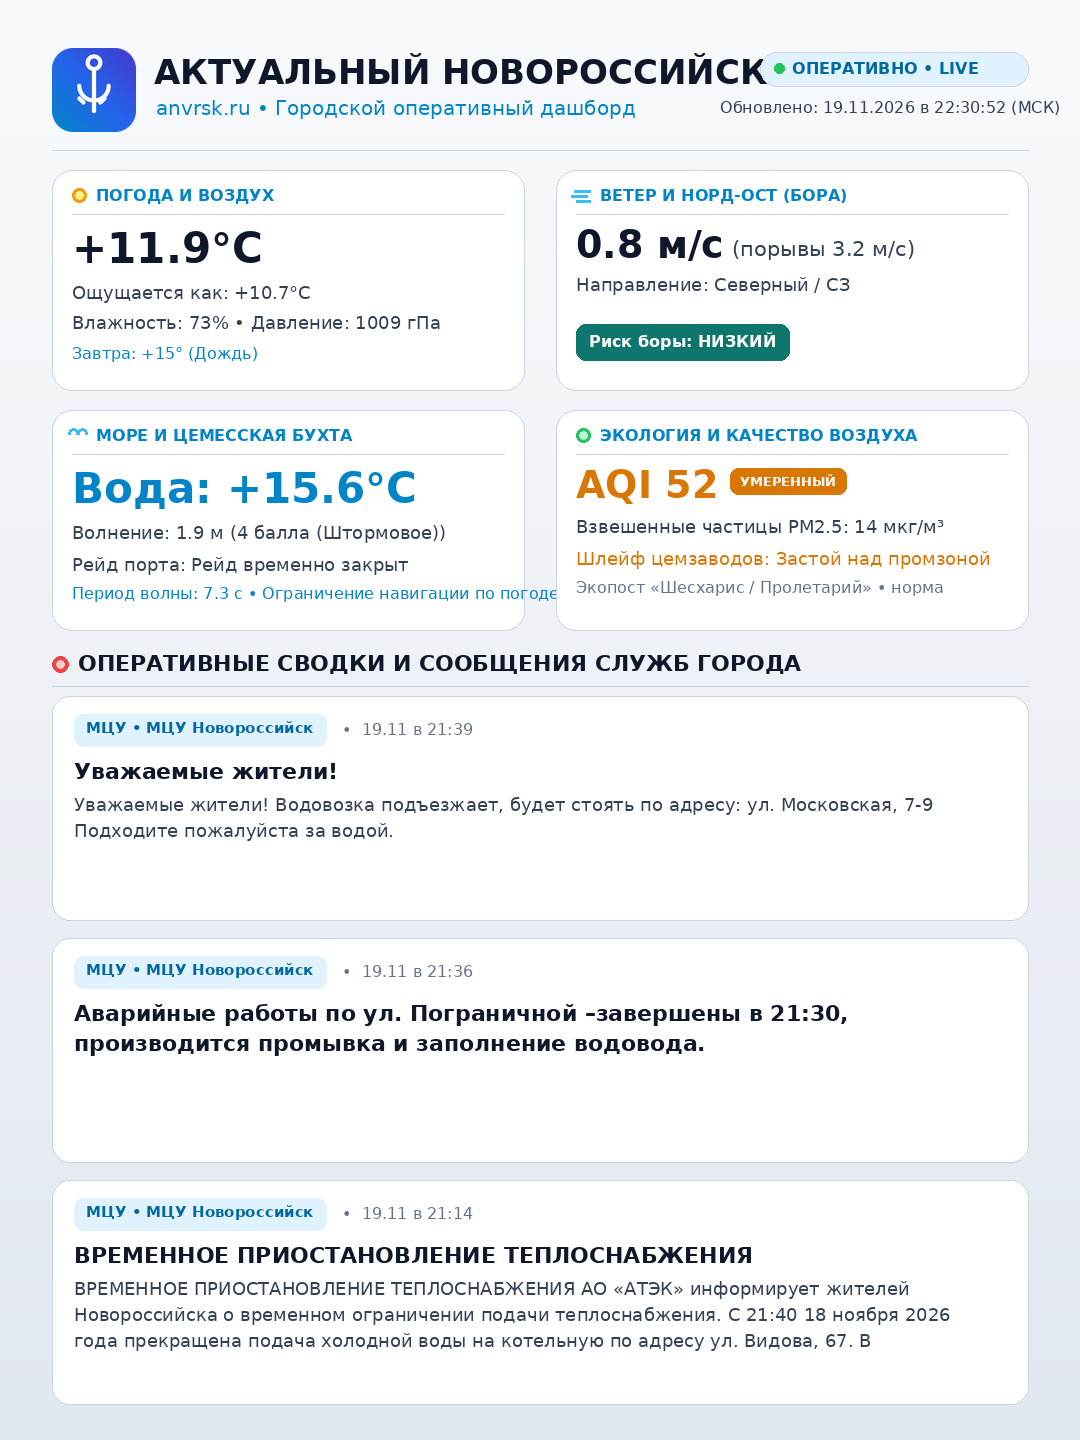 АКТУАЛЬНЫЙ НОВОРОССИЙСК
ОПЕРАТИВНО • LIVE
anvrsk.ru • Городской оперативный дашборд
Обновлено: 19.11.2026 в 22:30:52 (МСК)
ПОГОДА И ВОЗДУХ
+11.9°C
Ощущается как: +10.7°C
Влажность: 73% • Давление: 1009 гПа
Завтра: +15° (Дождь)
ВЕТЕР И НОРД-ОСТ (БОРА)
0.8 м/с (порывы 3.2 м/с)
Направление: Северный / СЗ
Риск боры: НИЗКИЙ
МОРЕ И ЦЕМЕССКАЯ БУХТА
Вода: +15.6°C
Волнение: 1.9 м (4 балла (Штормовое))
Рейд порта: Рейд временно закрыт
Период волны: 7.3 с • Ограничение навигации по погоде
ЭКОЛОГИЯ И КАЧЕСТВО ВОЗДУХА
AQI 52 УМЕРЕННЫЙ
Взвешенные частицы PM2.5: 14 мкг/м³
Шлейф цемзаводов: Застой над промзоной
Экопост «Шесхарис / Пролетарий» • норма
ОПЕРАТИВНЫЕ СВОДКИ И СООБЩЕНИЯ СЛУЖБ ГОРОДА
МЦУ • МЦУ Новороссийск • 19.11 в 21:39
Уважаемые жители!
Уважаемые жители! Водовозка подъезжает, будет стоять по адресу: ул. Московская, 7-9
Подходите пожалуйста за водой.
МЦУ • МЦУ Новороссийск • 19.11 в 21:36
Аварийные работы по ул. Пограничной –завершены в 21:30,
производится промывка и заполнение водовода.
МЦУ • МЦУ Новороссийск • 19.11 в 21:14
ВРЕМЕННОЕ ПРИОСТАНОВЛЕНИЕ ТЕПЛОСНАБЖЕНИЯ
ВРЕМЕННОЕ ПРИОСТАНОВЛЕНИЕ ТЕПЛОСНАБЖЕНИЯ АО «АТЭК» информирует жителей
Новороссийска о временном ограничении подачи теплоснабжения. С 21:40 18 ноября 2026
года прекращена подача холодной воды на котельную по адресу ул. Видова, 67. В